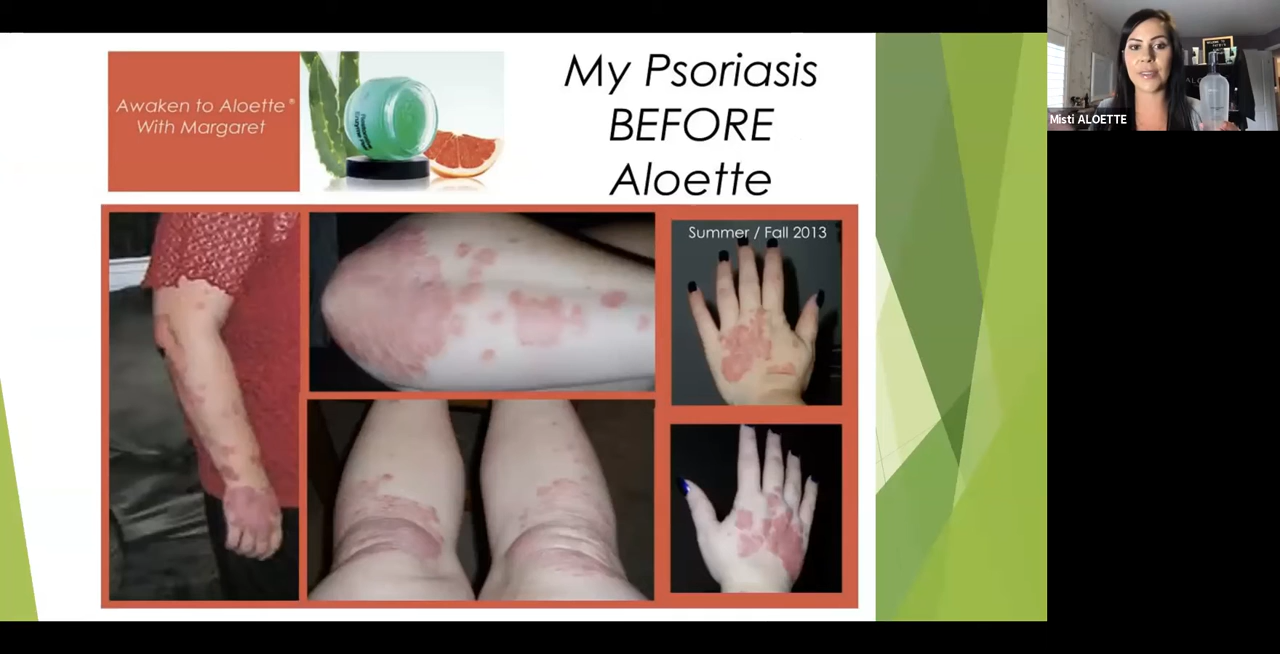 Awaken to Aloette®
With Margaret
My Psoriasis
BEFORE
Aloette
Summer / Fall 2013
Misti ALOETTE